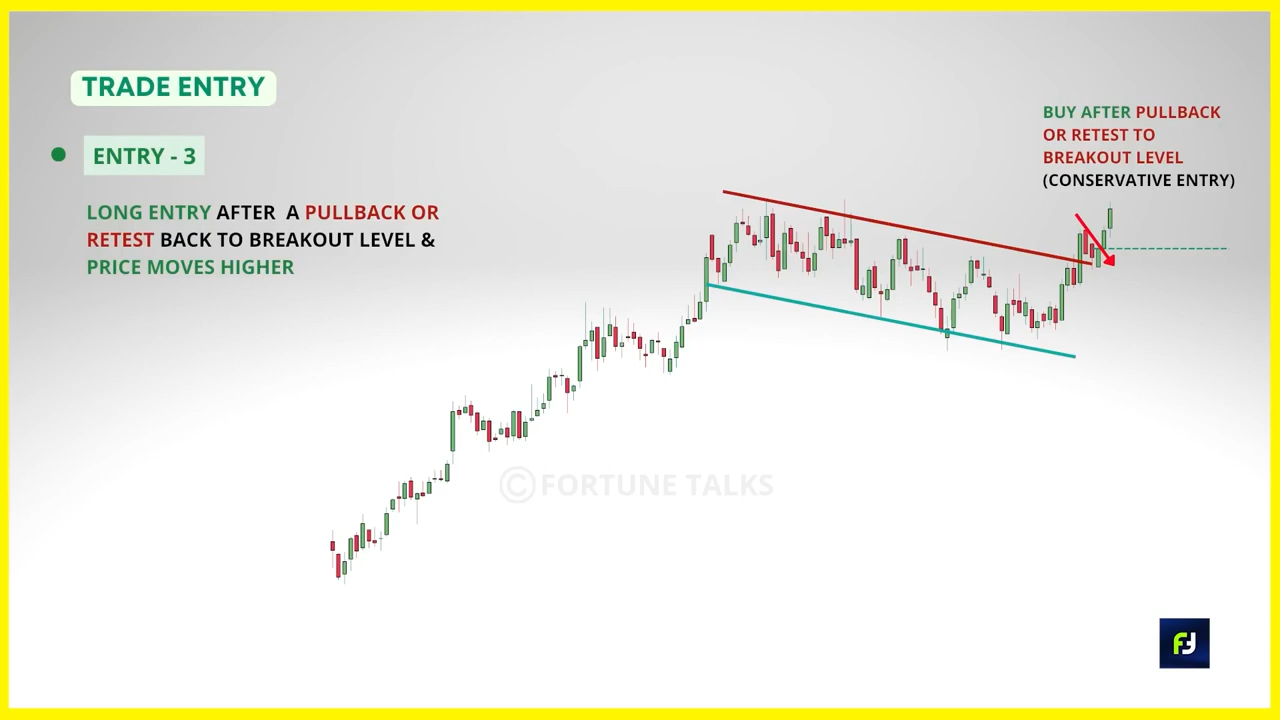 TRADE ENTRY
ENTRY - 3
LONG ENTRY AFTER A PULLBACK OR
RETEST BACK TO BREAKOUT LEVEL &
PRICE MOVES HIGHER
BUY AFTER PULLBACK
OR RETEST TO
BREAKOUT LEVEL
(CONSERVATIVE ENTRY)
© FORTUNE TALKS